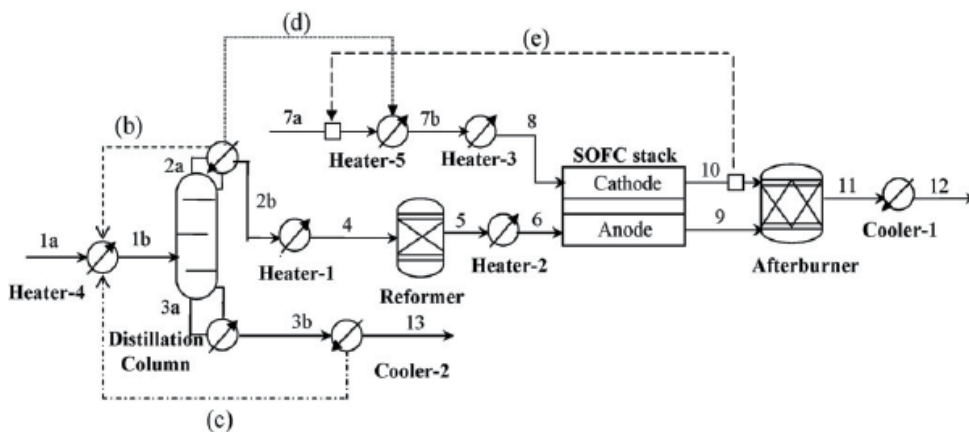 (d)
(e)
7a
7b
8
(b)
Heater-5
Heater-3
SOFC stack
2a
10
Cathode
11
12
1a
1b
2b
4
5
6
Anode
9
Cooler-1
Heater-4
Heater-1
Heater-2
Afterburner
3a
Reformer
3b
13
Distillation
Column
Cooler-2
(c)